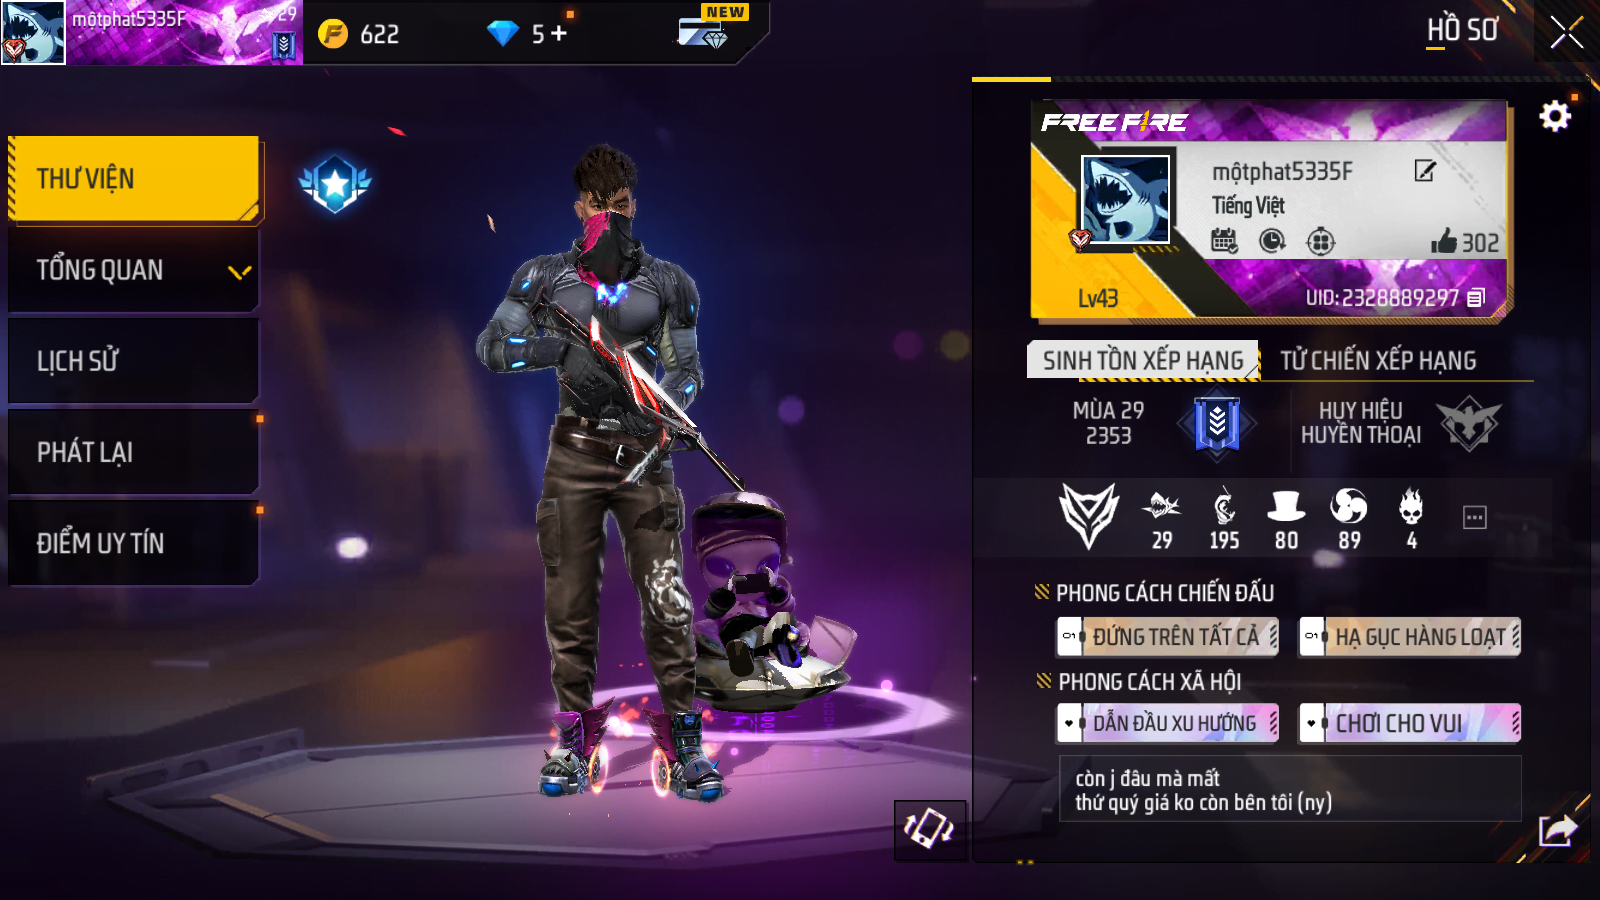 mộtphat5335F
29
622
5+
NEW
HỒ SƠ
THƯ VIỆN
TỔNG QUAN
LỊCH SỬ
PHÁT LẠI
ĐIỂM UY TÍN
FREE FIRE
mộtphat5335F
Tiếng Việt
302
Lv43
UID:2328889297
SINH TỒN XẾP HẠNG
TỬ CHIẾN XẾP HẠNG
MÙA 29
2353
HUY HIỆU
HUYỀN THOẠI
29
195
80
89
4
PHONG CÁCH CHIẾN ĐẤU
ĐỨNG TRÊN TẤT CẢ
HẠ GỤC HÀNG LOẠT
PHONG CÁCH XÃ HỘI
DẪN ĐẦU XU HƯỚNG
CHƠI CHO VUI
còn j đâu mà mất
thứ quý giá ko còn bên tôi (ny)